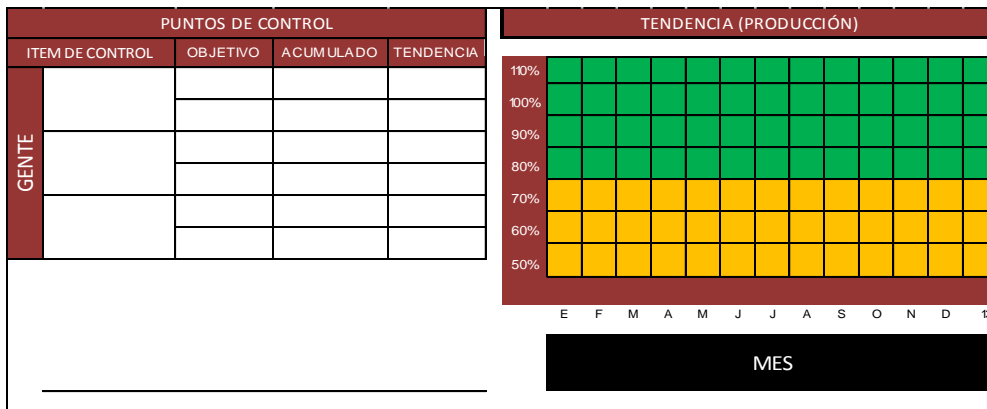 PUNTOS DE CONTROL
ITEM DE CONTROL OBJETIVO ACUMULADO TENDENCIA
GENTE
TENDENCIA (PRODUCCIÓN)
110%
100%
90%
80%
70%
60%
50%
E F M A M J J A S O N D
MES